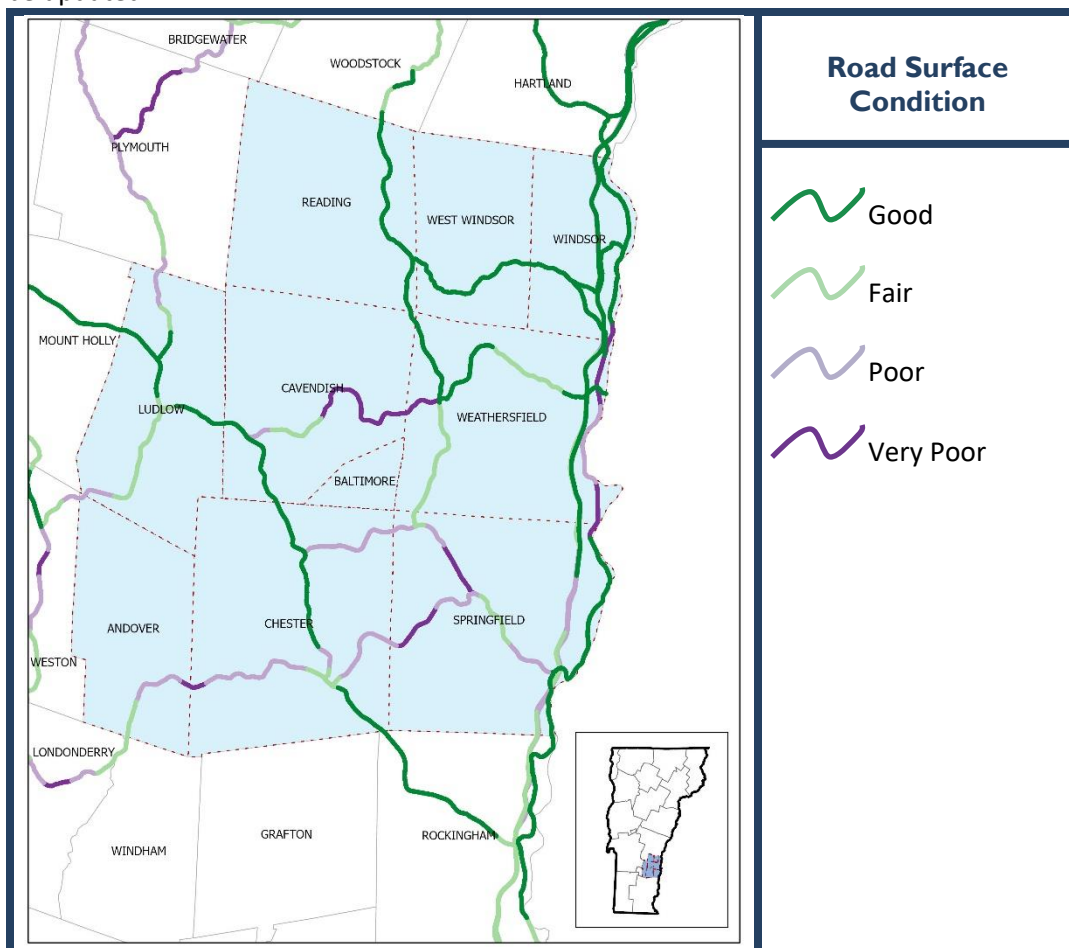 BRIDGEWATER
WOODSTOCK
HARTLAND
PLYMOUTH
READING
WEST WINDSOR
WINDSOR
MOUNT HOLLY
CAVENDISH
LUDLOW
WEATHERSFIELD
BALTIMORE
ANDOVER
CHESTER
SPRINGFIELD
WESTON
LONDONDERRY
GRAFTON
ROCKINGHAM
WINDHAM
Road Surface
Condition
Good
Fair
Poor
Very Poor